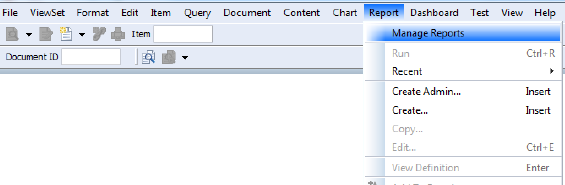 File ViewSet Format Edit Item Query Document Content Chart Report Dashboard Test View Help
Item
Manage Reports
Run Ctrl+R
Document ID
Recent
Create Admin... Insert
Create... Insert
Copy...
Edit... Ctrl+E
View Definition Enter